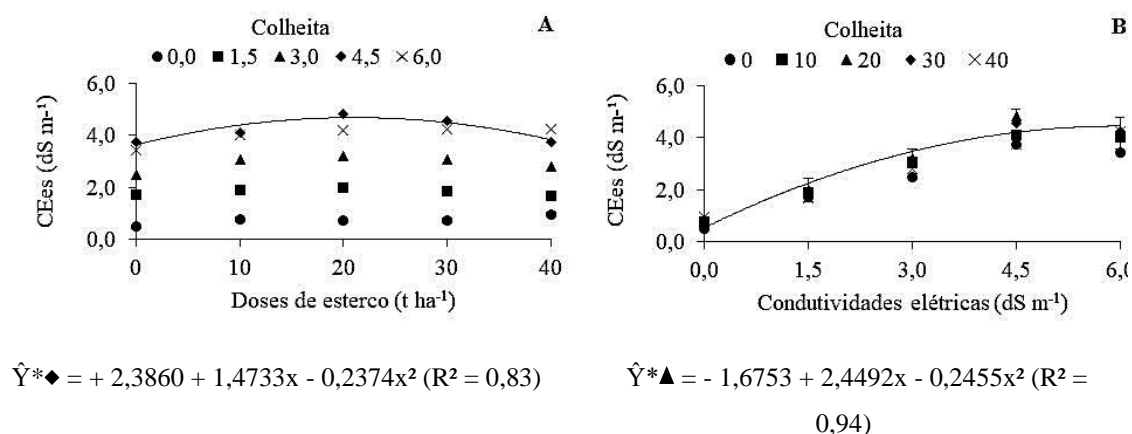 Colheita A
● 0,0 ■ 1,5 ▲ 3,0 ◆ 4,5 × 6,0
6,0
4,0
2,0
0,0
CEes (dS m⁻¹)
0 10 20 30 40
Doses de esterco (t ha⁻¹)
Ŷ*◆ = + 2,3860 + 1,4733x - 0,2374x² (R² = 0,83)
Colheita B
● 0 ■ 10 ▲ 20 ◆ 30 × 40
6,0
4,0
2,0
0,0
CEes (dS m⁻¹)
0,0 1,5 3,0 4,5 6,0
Condutividades elétricas (dS m⁻¹)
Ŷ*▲ = - 1,6753 + 2,4492x - 0,2455x² (R² =
0,94)